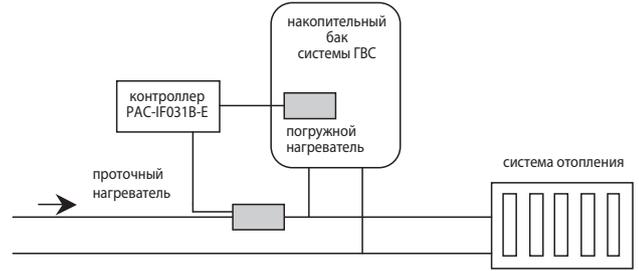 накопительный
бак
системы ГВС
контроллер
PAC-IF031B-E
погружной
нагреватель
система отопления
проточный
нагреватель